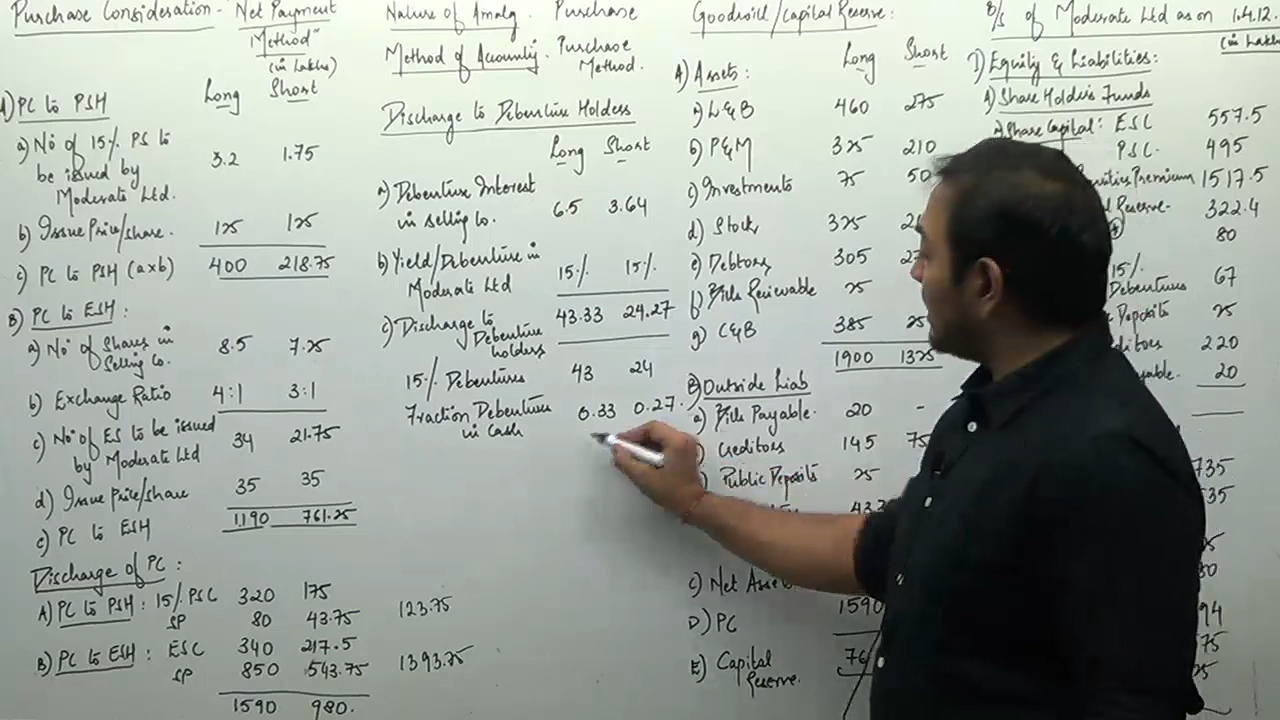 Purchase Consideration - "Net Payment Method"
(in Lakhs)
Long Short
A) PC to PSH
a) No of 15% PS to be issued by Moderate Ltd. 3.2 1.75
b) Issue Price/share. 125 125
c) PC to PSH (axb) 400 218.75
B) PC to ESH :
a) No of Shares in Selling Co. 8.5 7.25
b) Exchange Ratio 4:1 3:1
c) No of ES to be issued by Moderate Ltd 34 21.75
d) Issue Price/share 35 35
e) PC to ESH 1190 761.25
Discharge of PC :
A) PC to PSH : 15% PSC 320 175
SP 80 43.75 123.75
B) PC to ESH : ESC 340 217.5
SP 850 543.75 1393.75
1590 980.
Nature of Amalg. Purchase
Method of Accounting. Purchase Method.
Discharge to Debenture Holders
Long Short
a) Debenture Interest in selling Co. 6.5 3.64
b) Yield/Debenture in Moderate Ltd 15% 15%
c) Discharge to Debenture holders 43.33 24.27
15% Debentures 43 24
Fraction Debenture in Cash 0.33 0.27.
Goodwill/Capital Reserve :
Long Short
A) Assets :
a) L&B 460 275
b) P&M 325 210
c) Investments 75 50
d) Stock 325
e) Debtors 305
f) Bills Receivable 25
g) C&B 385
1900 1325
B) Outside Liab
a) Bills Payable. 20 -
Creditors 145 75
Public Deposits 25
C) Net Assets
D) PC 1590
E) Capital Reserve.
B/S of Moderate Ltd as on 1.4.12.
(in Lakhs)
I) Equity & Liabilities :
A) Share Holders Funds
a) Share Capital : ESC 557.5
PSC. 495
Premium 1517.5
Reserve. 322.4
80
15% Debentures 67
Deposits 25
220
20